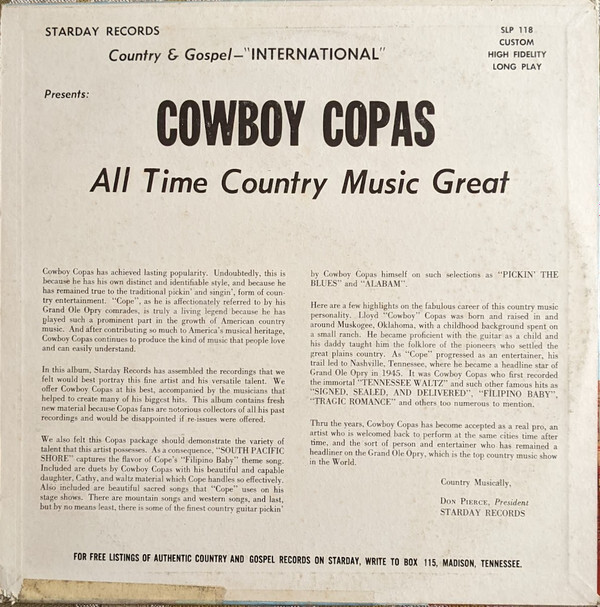 STARDAY RECORDS
Country & Gospel—"INTERNATIONAL"
SLP 118
CUSTOM
HIGH FIDELITY
LONG PLAY
Presents:
COWBOY COPAS
All Time Country Music Great
Cowboy Copas has achieved lasting popularity. Undoubtedly, this is
because he has his own distinct and identifiable style, and because he
has remained true to the traditional pickin' and singin', form of coun-
try entertainment. "Cope", as he is affectionately referred to by his
Grand Ole Opry comrades, is truly a living legend because he has
played such a prominent part in the growth of American country
music. And after contributing so much to America's musical heritage,
Cowboy Copas continues to produce the kind of music that people love
and can easily understand.
In this album, Starday Records has assembled the recordings that we
felt would best portray this fine artist and his versatile talent. We
offer Cowboy Copas at his best, accompanied by the musicians that
helped to create many of his biggest hits. This album contains fresh
new material because Copas fans are notorious collectors of all his past
recordings and would be disappointed if re-issues were offered.
We also felt this Copas package should demonstrate the variety of
talent that this artist possesses. As a consequence, "SOUTH PACIFIC
SHORE" captures the flavor of Cope's "Filipino Baby" theme song.
Included are duets by Cowboy Copas with his beautiful and capable
daughter, Cathy, and waltz material which Cope handles so effectively.
Also included are beautiful sacred songs that "Cope" uses on his
stage shows. There are mountain songs and western songs, and last,
but by no means least, there is some of the finest country guitar pickin'
by Cowboy Copas himself on such selections as "PICKIN' THE
BLUES" and "ALABAM".
Here are a few highlights on the fabulous career of this country music
personality. Lloyd "Cowboy" Copas was born and raised in and
around Muskogee, Oklahoma, with a childhood background spent on
a small ranch. He became proficient with the guitar as a child and
his daddy taught him the folklore of the pioneers who settled the
great plains country. As "Cope" progressed as an entertainer, his
trail led to Nashville, Tennessee, where he became a headline star of
Grand Ole Opry in 1945. It was Cowboy Copas who first recorded
the immortal "TENNESSEE WALTZ" and such other famous hits as
"SIGNED, SEALED, AND DELIVERED", "FILIPINO BABY",
"TRAGIC ROMANCE" and others too numerous to mention.
Thru the years, Cowboy Copas has become accepted as a real pro, an
artist who is welcomed back to perform at the same cities time after
time, and the sort of person and entertainer who has remained a
headliner on the Grand Ole Opry, which is the top country music show
in the World.
Country Musically,
DON PIERCE, President
STARDAY RECORDS
FOR FREE LISTINGS OF AUTHENTIC COUNTRY AND GOSPEL RECORDS ON STARDAY, WRITE TO BOX 115, MADISON, TENNESSEE.